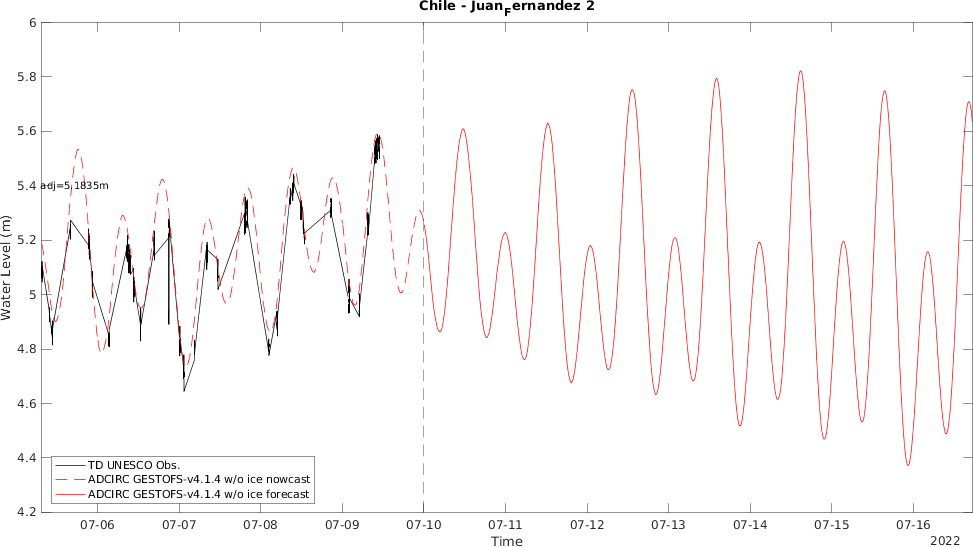 Chile - Juan_Fernandez 2
6
5.8
5.6
5.4
5.2
5
4.8
4.6
4.4
4.2
Water Level (m)
adj=5.1835m
TD UNESCO Obs.
ADCIRC GESTOFS-v4.1.4 w/o ice nowcast
ADCIRC GESTOFS-v4.1.4 w/o ice forecast
07-06 07-07 07-08 07-09 07-10 07-11 07-12 07-13 07-14 07-15 07-16
Time
2022